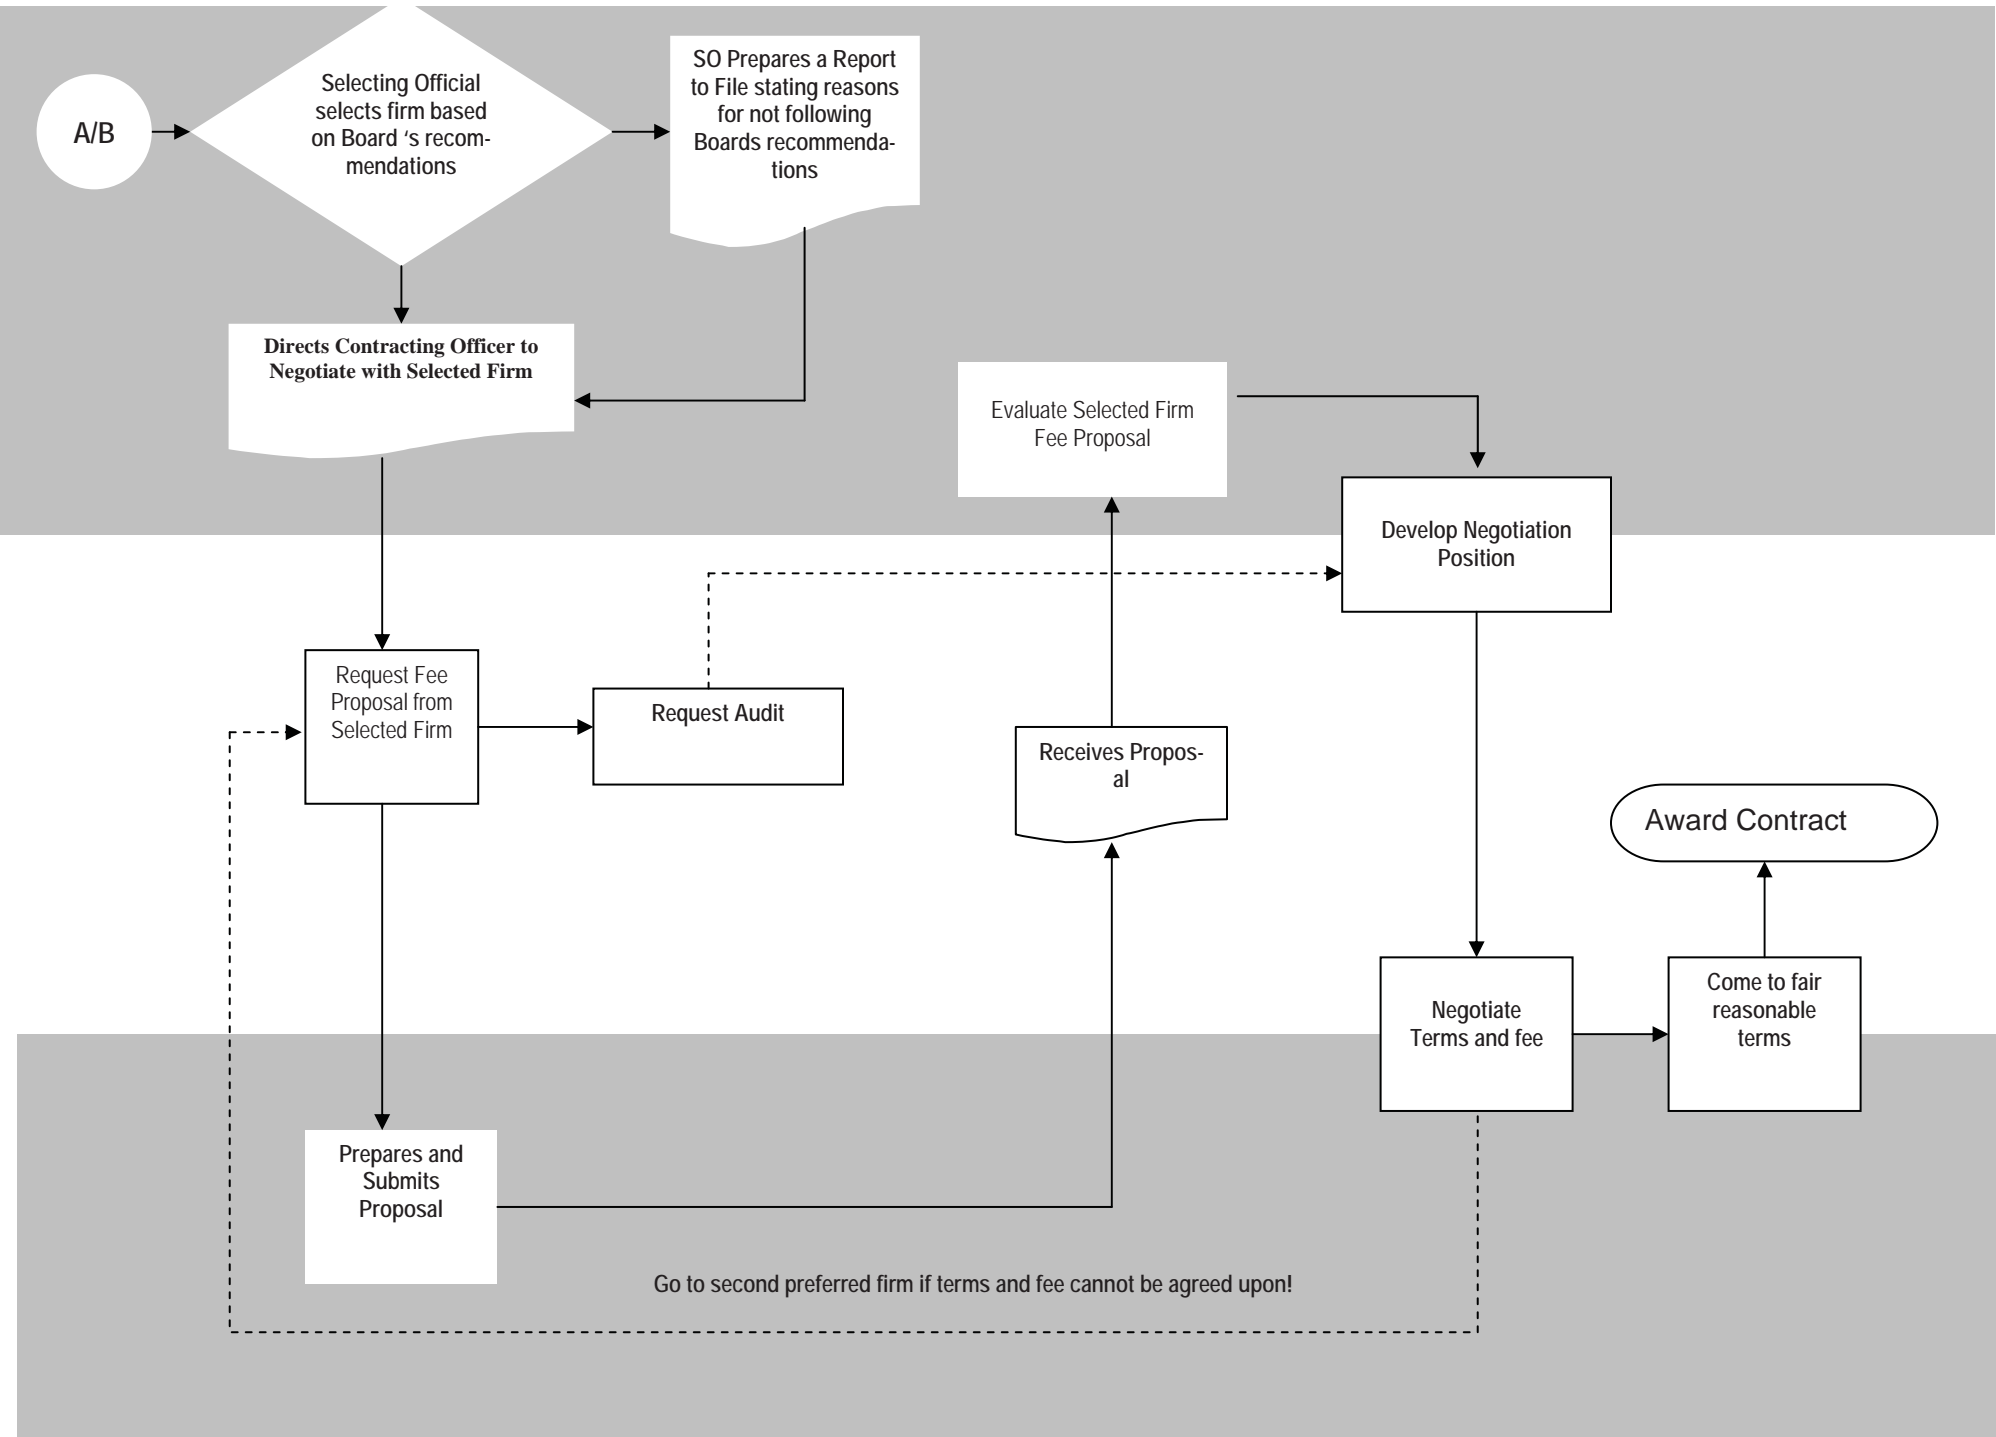 A/B
Selecting Official
selects firm based
on Board ‘s recom-
mendations
SO Prepares a Report
to File stating reasons
for not following
Boards recommenda-
tions
Directs Contracting Officer to
Negotiate with Selected Firm
Evaluate Selected Firm
Fee Proposal
Develop Negotiation
Position
Request Fee
Proposal from
Selected Firm
Request Audit
Receives Propos-
al
Award Contract
Negotiate
Terms and fee
Come to fair
reasonable
terms
Prepares and
Submits
Proposal
Go to second preferred firm if terms and fee cannot be agreed upon!